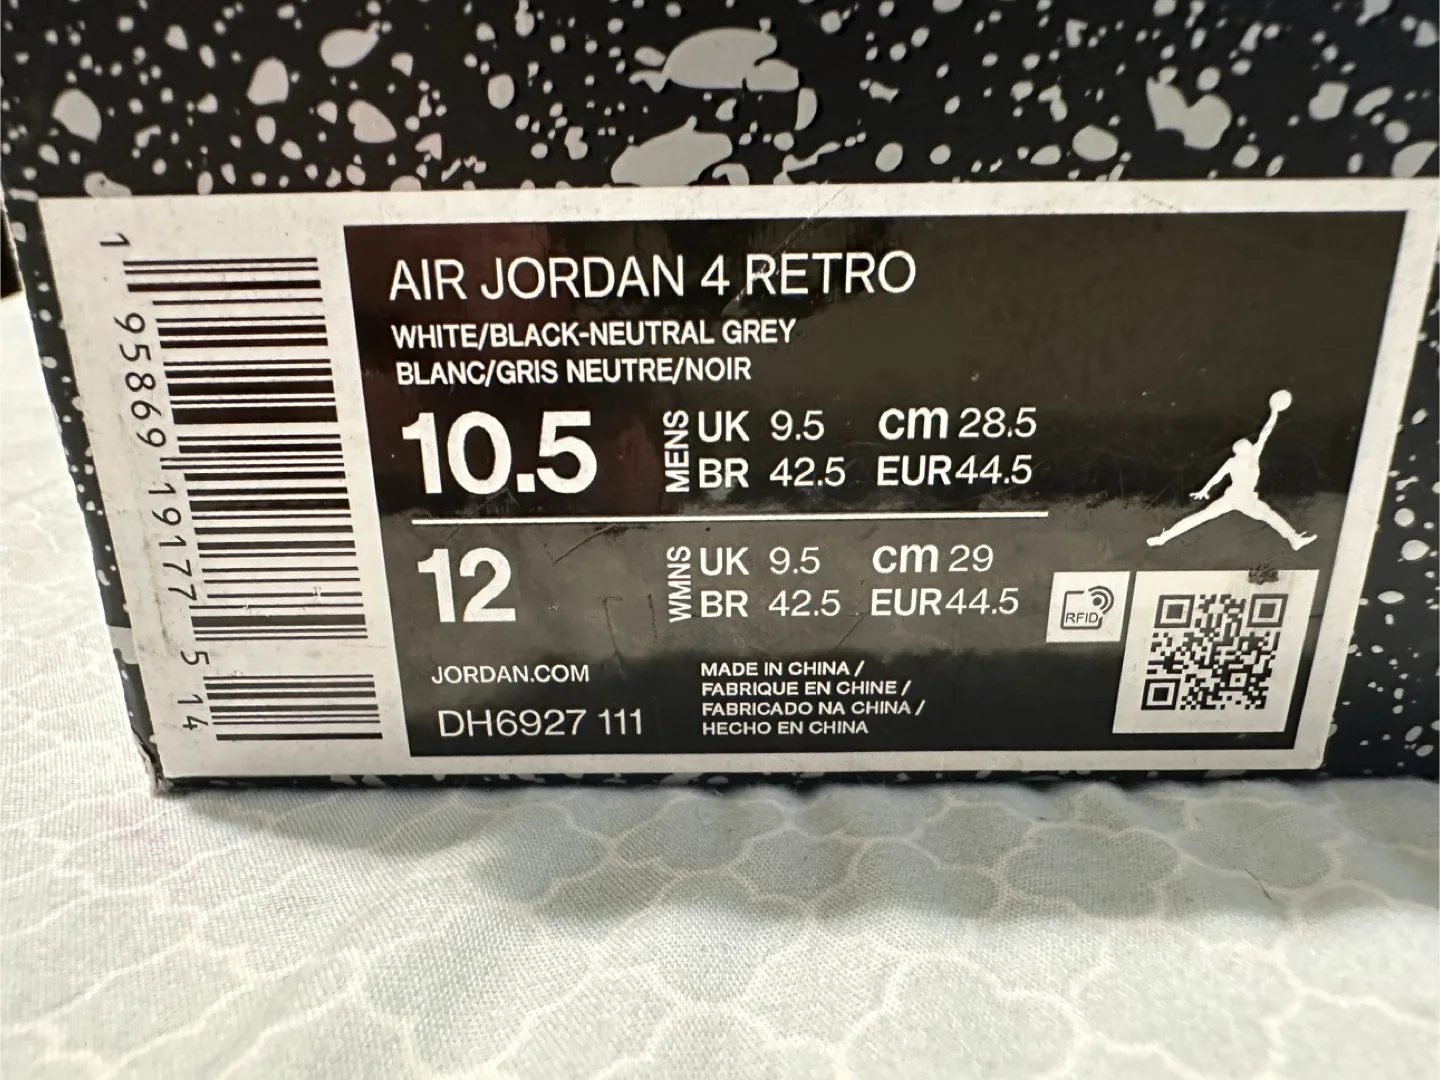 1 95869 19177 5 14
AIR JORDAN 4 RETRO
WHITE/BLACK-NEUTRAL GREY
BLANC/GRIS NEUTRE/NOIR
10.5 MENS UK 9.5 cm 28.5
BR 42.5 EUR 44.5
12 WMNS UK 9.5 cm 29
BR 42.5 EUR 44.5
RFID
JORDAN.COM
DH6927 111
MADE IN CHINA /
FABRIQUE EN CHINE /
FABRICADO NA CHINA /
HECHO EN CHINA